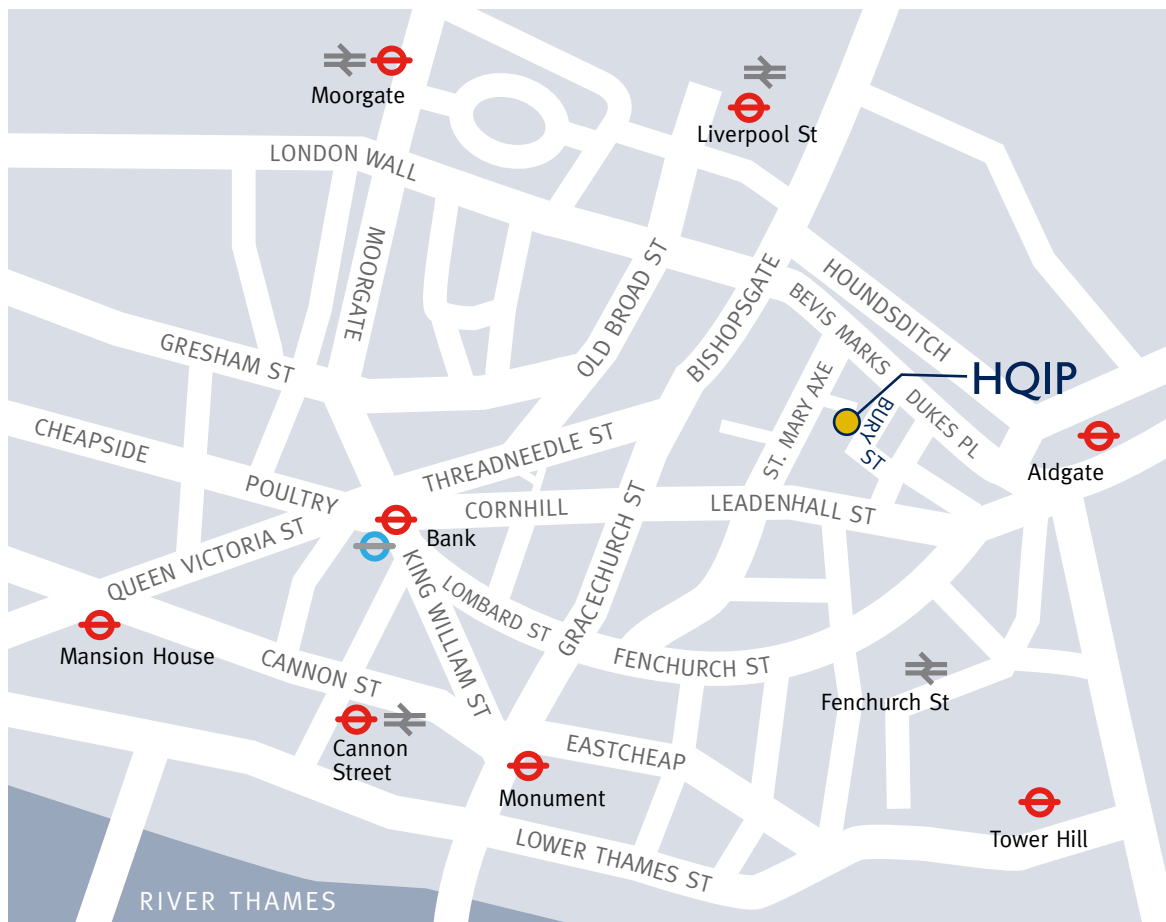 Moorgate
Liverpool St
LONDON WALL
MOORGATE
OLD BROAD ST
BISHOPSGATE
HOUNDSDITCH
BEVIS MARKS
GRESHAM ST
ST. MARY AXE
HQIP
BURY ST
DUKES PL
CHEAPSIDE
THREADNEEDLE ST
Aldgate
POULTRY
CORNHILL
LEADENHALL ST
Bank
QUEEN VICTORIA ST
KING WILLIAM ST
LOMBARD ST
GRACECHURCH ST
Mansion House
CANNON ST
FENCHURCH ST
Fenchurch St
Cannon
Street
EASTCHEAP
Monument
Tower Hill
LOWER THAMES ST
RIVER THAMES